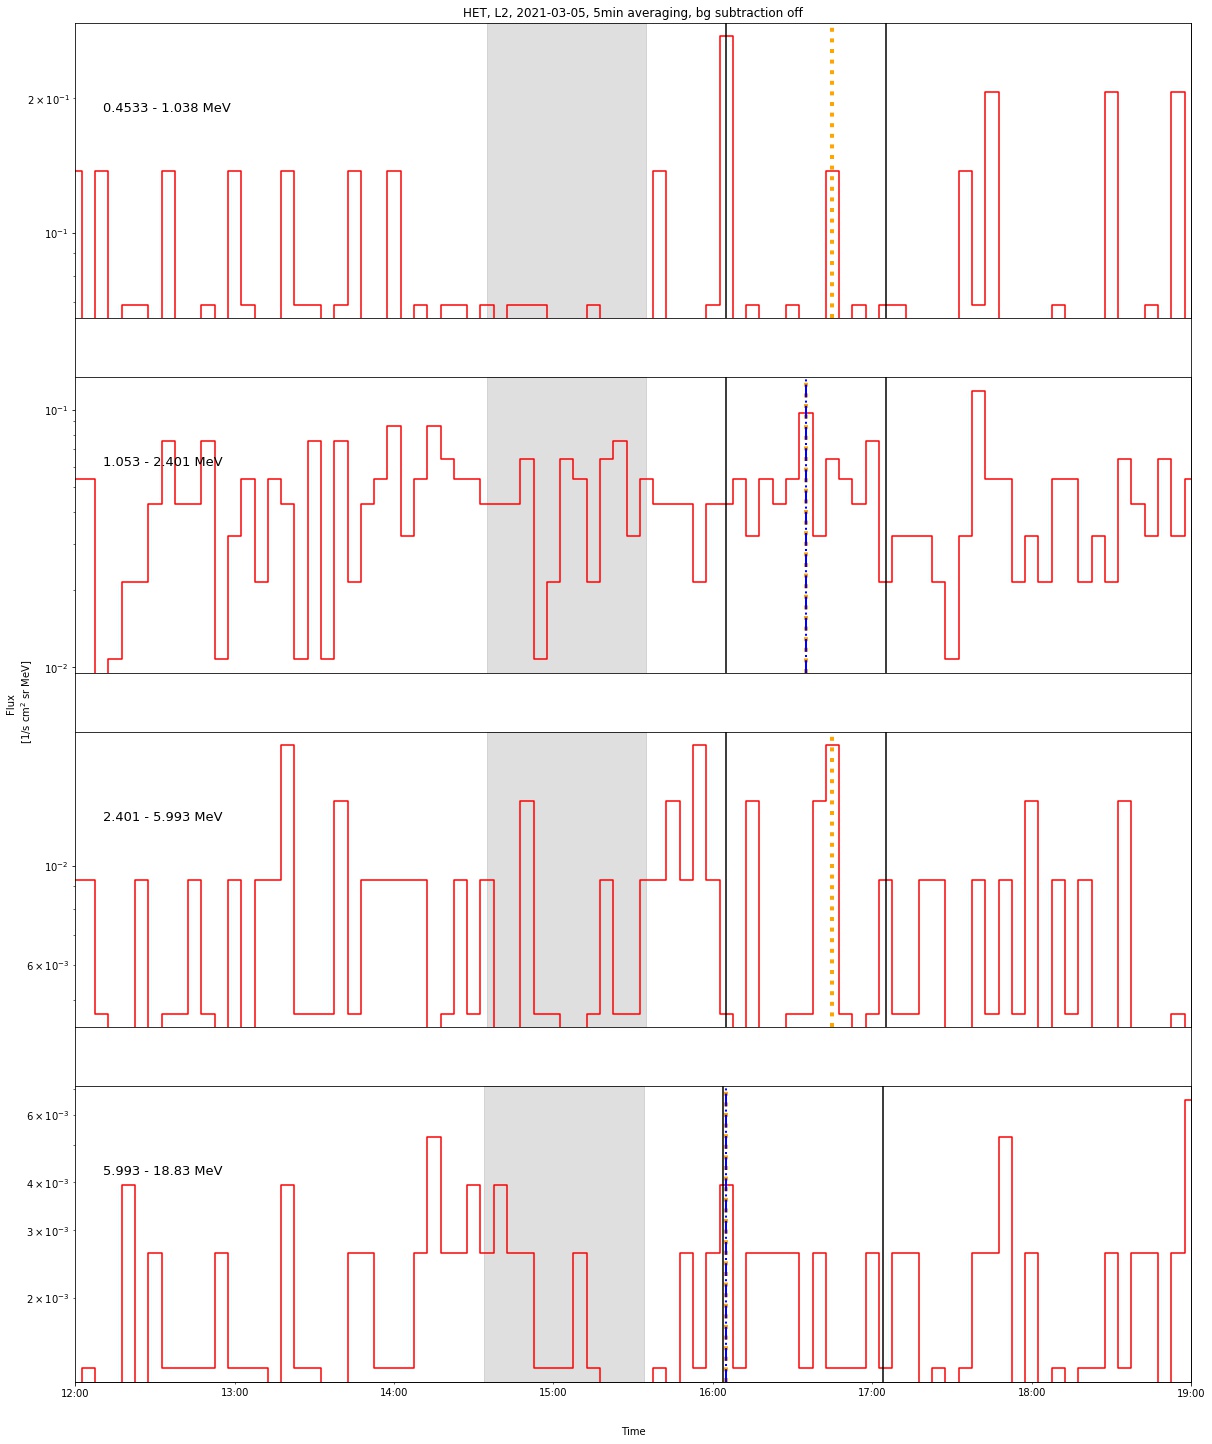 HET, L2, 2021-03-05, 5min averaging, bg subtraction off
2 × 10⁻¹
0.4533 - 1.038 MeV
10⁻¹
10⁻¹
1.053 - 2.401 MeV
10⁻²
Flux
[1/s cm² sr MeV]
2.401 - 5.993 MeV
10⁻²
6 × 10⁻³
6 × 10⁻³
5.993 - 18.83 MeV
4 × 10⁻³
3 × 10⁻³
2 × 10⁻³
12:00 13:00 14:00 15:00 16:00 17:00 18:00 19:00
Time